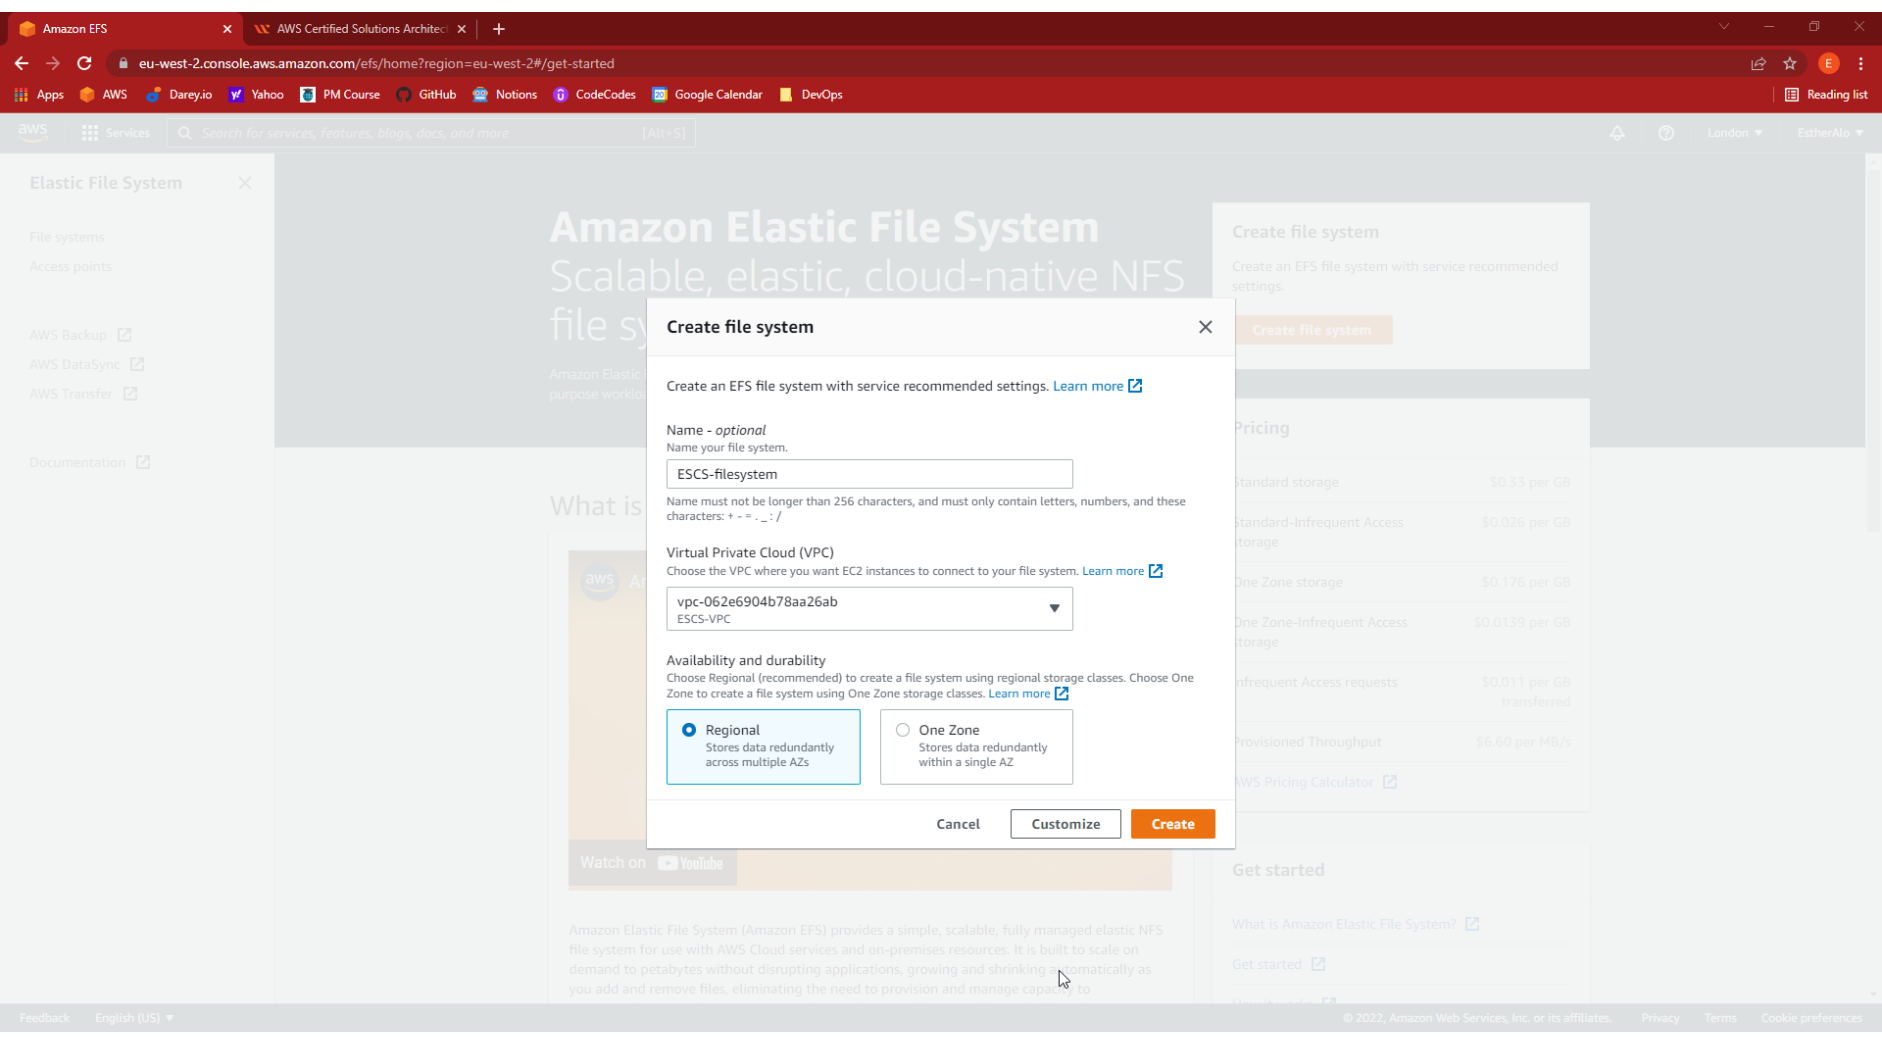 Amazon EFS
AWS Certified Solutions Architec
eu-west-2.console.aws.amazon.com/efs/home?region=eu-west-2#/get-started
E
Apps AWS Darey.io Yahoo PM Course GitHub Notions CodeCodes Google Calendar DevOps Reading list
aws Services Search for services, features, blogs, docs, and more [Alt+S] London EstherAlo
Elastic File System
File systems
Access points
AWS Backup
AWS DataSync
AWS Transfer
Documentation
Amazon Elastic File System
Scalable, elastic, cloud-native NFS
file sy
Amazon Elastic
purpose worklo
What is
aws
Watch on YouTube
Amazon Elastic File System (Amazon EFS) provides a simple, scalable, fully managed elastic NFS
file system for use with AWS Cloud services and on-premises resources. It is built to scale on
demand to petabytes without disrupting applications, growing and shrinking automatically as
you add and remove files, eliminating the need to provision and manage capacity to
Create file system
Create an EFS file system with service recommended settings. Learn more
Name - optional
Name your file system.
ESCS-filesystem
Name must not be longer than 256 characters, and must only contain letters, numbers, and these
characters: + - = . _ : /
Virtual Private Cloud (VPC)
Choose the VPC where you want EC2 instances to connect to your file system. Learn more
vpc-062e6904b78aa26ab
ESCS-VPC
Availability and durability
Choose Regional (recommended) to create a file system using regional storage classes. Choose One
Zone to create a file system using One Zone storage classes. Learn more
Regional
Stores data redundantly
across multiple AZs
One Zone
Stores data redundantly
within a single AZ
Cancel Customize Create
Create file system
Create an EFS file system with service recommended
settings.
Create file system
Pricing
Standard storage $0.33 per GB
Standard-Infrequent Access $0.026 per GB
storage
One Zone storage $0.176 per GB
One Zone-Infrequent Access $0.0139 per GB
storage
Infrequent Access requests $0.011 per GB
transferred
Provisioned Throughput $6.60 per MB/s
AWS Pricing Calculator
Get started
What is Amazon Elastic File System?
Get started
Feedback English (US) © 2022, Amazon Web Services, Inc. or its affiliates. Privacy Terms Cookie preferences